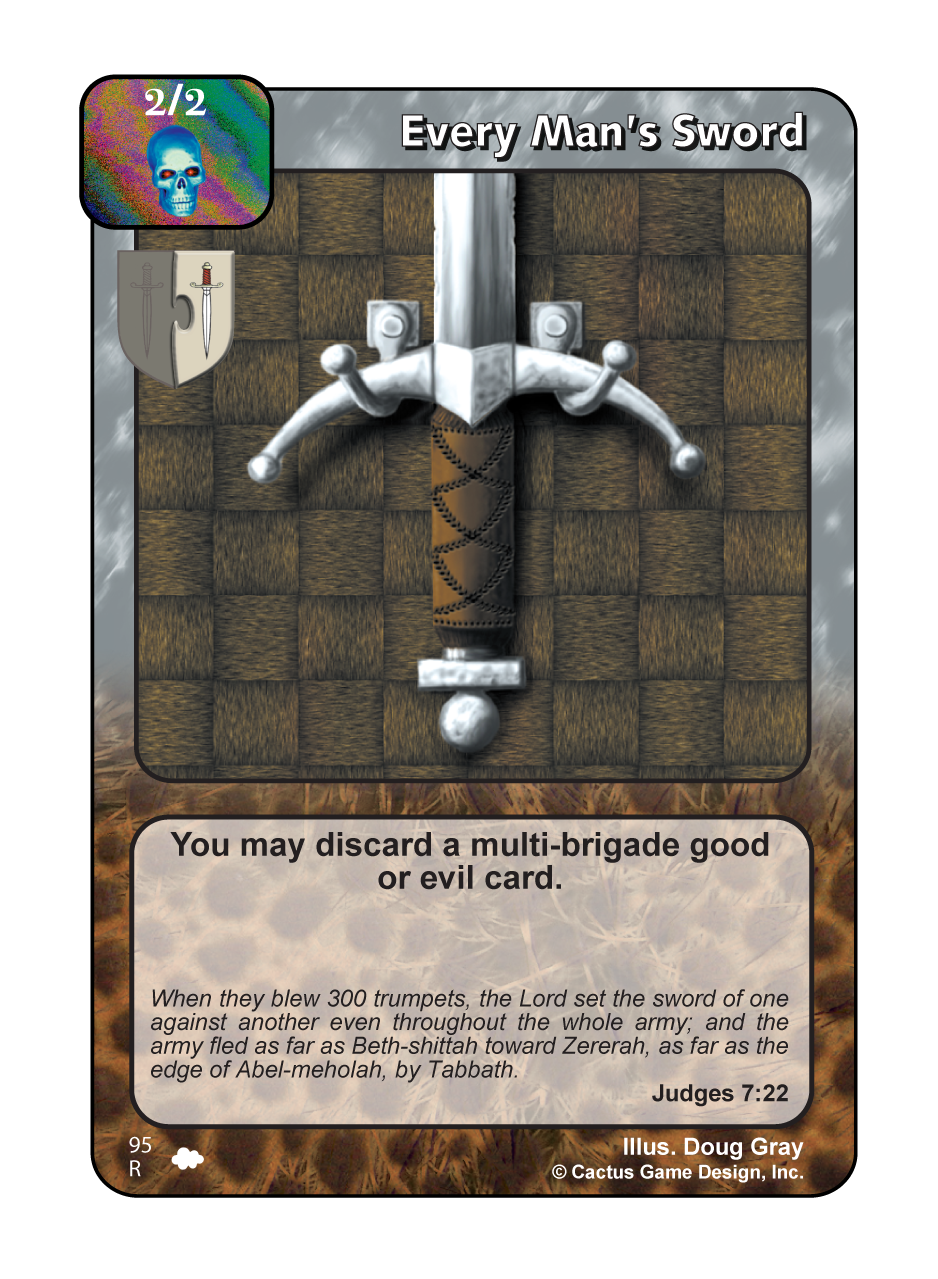 2/2
Every Man's Sword
You may discard a multi-brigade good
or evil card.
When they blew 300 trumpets, the Lord set the sword of one
against another even throughout the whole army; and the
army fled as far as Beth-shittah toward Zererah, as far as the
edge of Abel-meholah, by Tabbath.
Judges 7:22
95
R
Illus. Doug Gray
© Cactus Game Design, Inc.